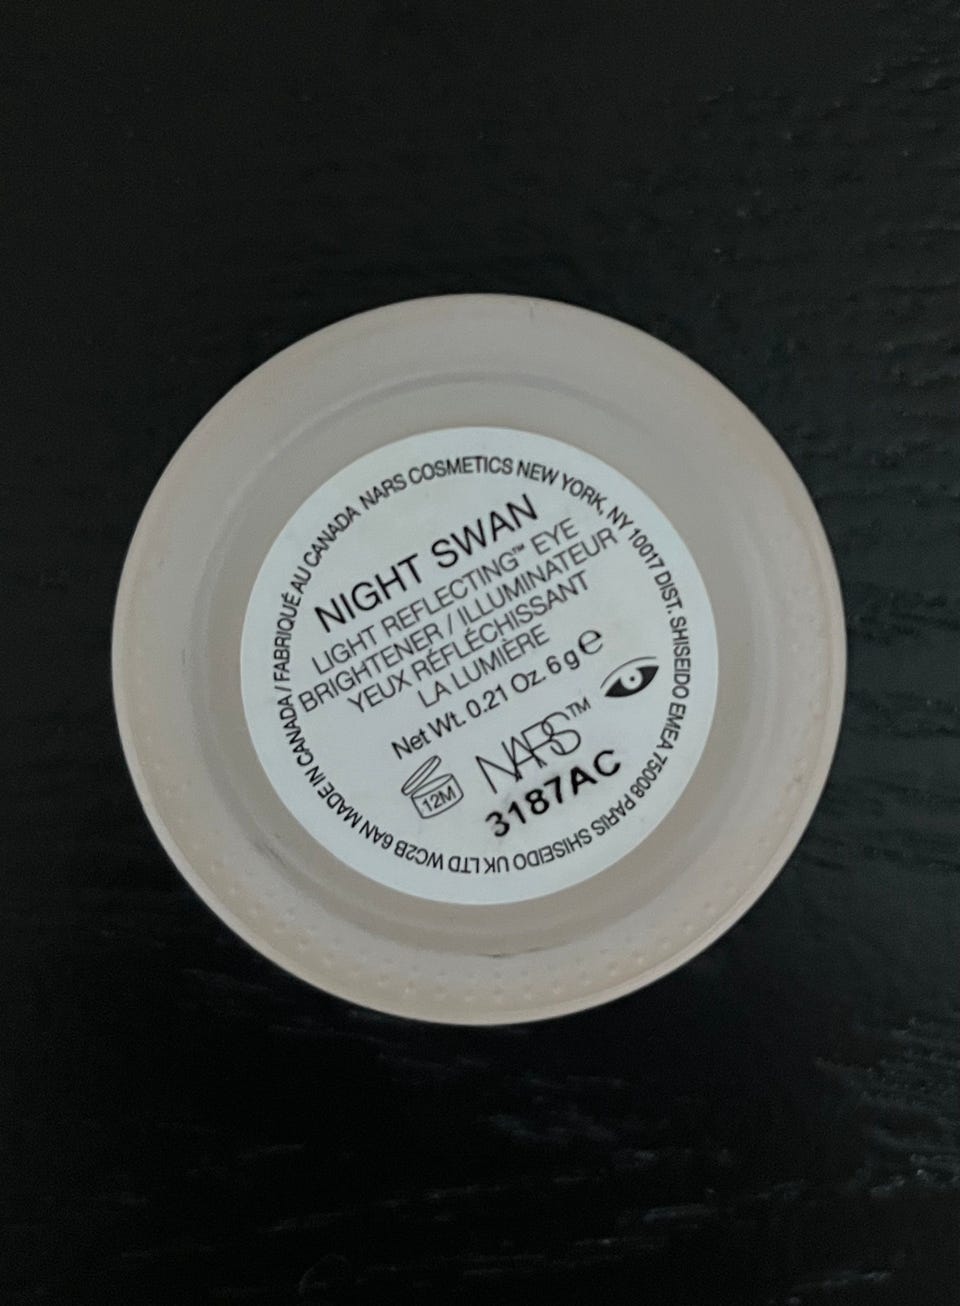 NIGHT SWAN
LIGHT REFLECTING™ EYE
BRIGHTENER / ILLUMINATEUR
YEUX RÉFLÉCHISSANT
LA LUMIÈRE
Net Wt. 0.21 Oz. 6 g ℮
12M
NARS™
3187AC
NARS COSMETICS NEW YORK, NY 10017 DIST. SHISEIDO EMEA 75008 PARIS SHISEIDO UK LTD WC2B 6AN MADE IN CANADA / FABRIQUÉ AU CANADA